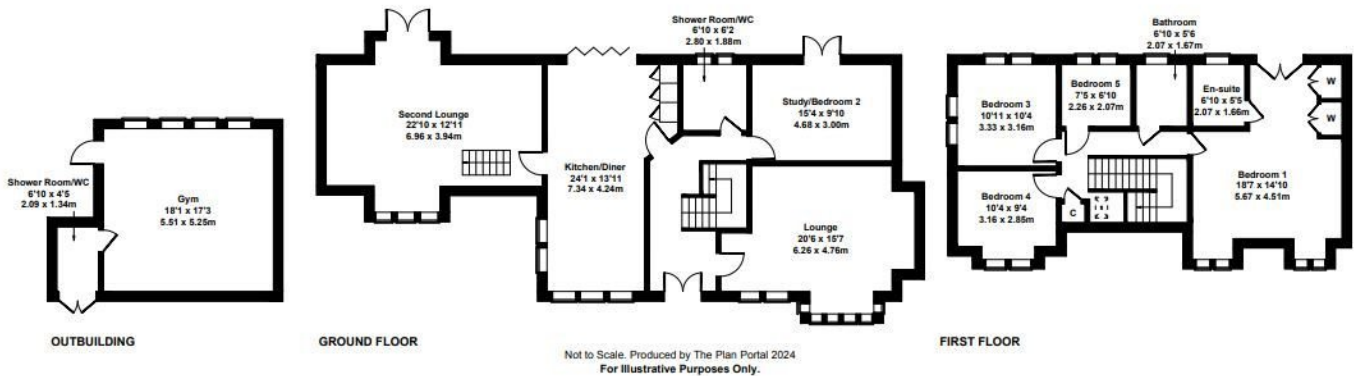 Shower Room/WC
6'10 x 4'5
2.09 x 1.34m
Gym
18'1 x 17'3
5.51 x 5.25m
OUTBUILDING
Second Lounge
22'10 x 12'11
6.96 x 3.94m
Kitchen/Diner
24'1 x 13'11
7.34 x 4.24m
Shower Room/WC
6'10 x 6'2
2.80 x 1.88m
Study/Bedroom 2
15'4 x 9'10
4.68 x 3.00m
Lounge
20'6 x 15'7
6.26 x 4.76m
GROUND FLOOR
Bedroom 3
10'11 x 10'4
3.33 x 3.16m
Bedroom 5
7'5 x 6'10
2.26 x 2.07m
Bathroom
6'10 x 5'6
2.07 x 1.67m
En-suite
6'10 x 5'5
2.07 x 1.66m
W
W
Bedroom 4
10'4 x 9'4
3.16 x 2.85m
C
Bedroom 1
18'7 x 14'10
5.67 x 4.51m
FIRST FLOOR
Not to Scale. Produced by The Plan Portal 2024
For Illustrative Purposes Only.